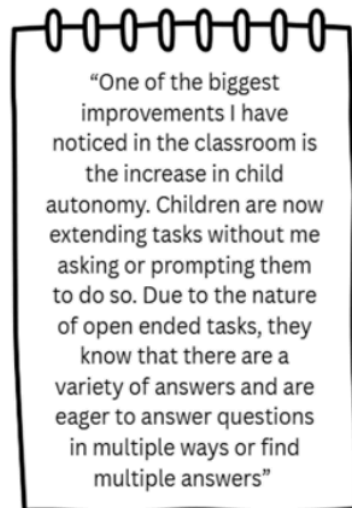 “One of the biggest
improvements I have
noticed in the classroom is
the increase in child
autonomy. Children are now
extending tasks without me
asking or prompting them
to do so. Due to the nature
of open ended tasks, they
know that there are a
variety of answers and are
eager to answer questions
in multiple ways or find
multiple answers”